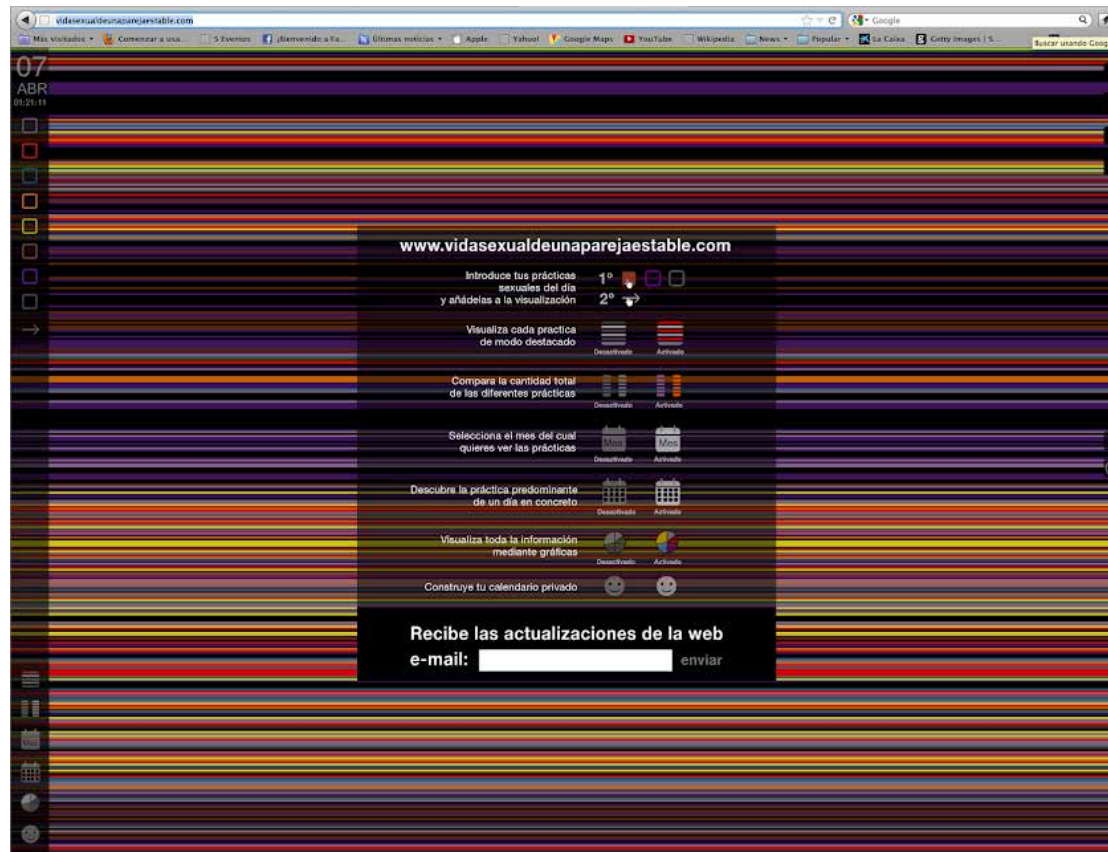 vidasexualdeunaparejaestable.com
Google
Más visitados
Comenzar a usa...
5 Eventos
¡Bienvenido a Fa...
Últimas noticias
Apple
Yahoo!
Google Maps
YouTube
Wikipedia
News
Popular
La Caixa
Getty Images | S...
Buscar usando Goog
07
ABR
01:21:11
www.vidasexualdeunaparejaestable.com
Introduce tus prácticas
sexuales del día
y añádelas a la visualización
1º
2º
Visualiza cada practica
de modo destacado
Desactivado
Activado
Compara la cantidad total
de las diferentes prácticas
Desactivado
Activado
Selecciona el mes del cual
quieres ver las prácticas
Mes
Mes
Desactivado
Activado
Descubre la práctica predominante
de un día en concreto
Desactivado
Activado
Visualiza toda la información
mediante gráficas
Desactivado
Activado
Construye tu calendario privado
Recibe las actualizaciones de la web
e-mail:
enviar